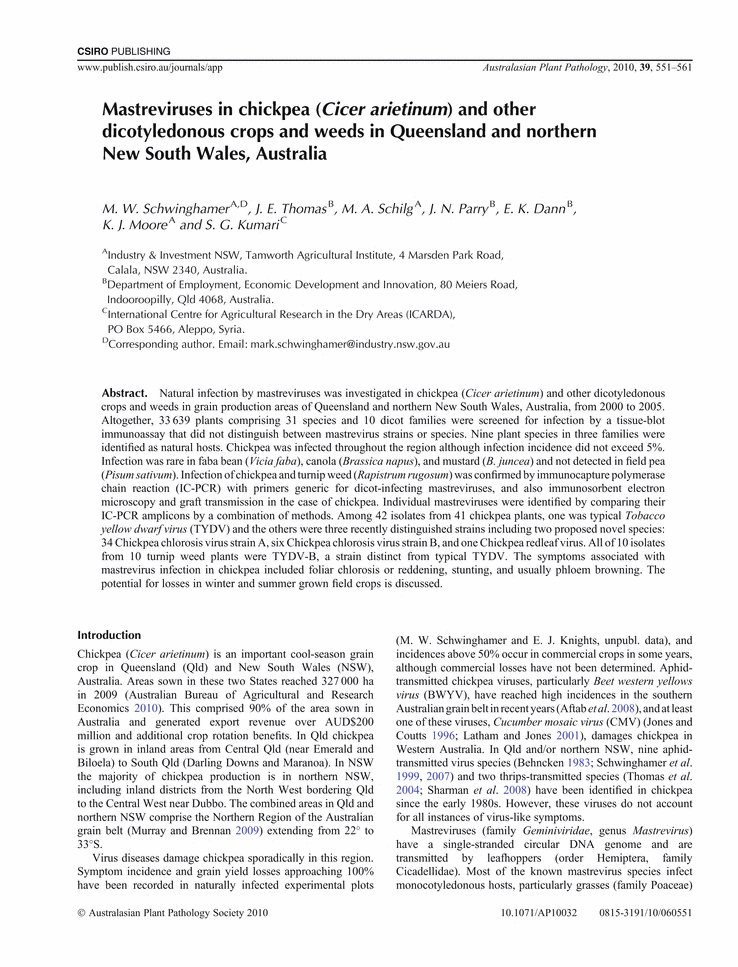 CSIRO PUBLISHING
www.publish.csiro.au/journals/app
Australasian Plant Pathology, 2010, 39, 551–561
Mastreviruses in chickpea (Cicer arietinum) and other
dicotyledonous crops and weeds in Queensland and northern
New South Wales, Australia
M. W. Schwinghamer^A,D, J. E. Thomas^B, M. A. Schilg^A, J. N. Parry^B, E. K. Dann^B,
K. J. Moore^A and S. G. Kumari^C
^AIndustry & Investment NSW, Tamworth Agricultural Institute, 4 Marsden Park Road,
Calala, NSW 2340, Australia.
^BDepartment of Employment, Economic Development and Innovation, 80 Meiers Road,
Indooroopilly, Qld 4068, Australia.
^CInternational Centre for Agricultural Research in the Dry Areas (ICARDA),
PO Box 5466, Aleppo, Syria.
^DCorresponding author. Email: mark.schwinghamer@industry.nsw.gov.au
Abstract. Natural infection by mastreviruses was investigated in chickpea (Cicer arietinum) and other dicotyledonous
crops and weeds in grain production areas of Queensland and northern New South Wales, Australia, from 2000 to 2005.
Altogether, 33 639 plants comprising 31 species and 10 dicot families were screened for infection by a tissue-blot
immunoassay that did not distinguish between mastrevirus strains or species. Nine plant species in three families were
identified as natural hosts. Chickpea was infected throughout the region although infection incidence did not exceed 5%.
Infection was rare in faba bean (Vicia faba), canola (Brassica napus), and mustard (B. juncea) and not detected in field pea
(Pisum sativum). Infection of chickpea and turnip weed (Rapistrum rugosum) was confirmed by immunocapture polymerase
chain reaction (IC-PCR) with primers generic for dicot-infecting mastreviruses, and also immunosorbent electron
microscopy and graft transmission in the case of chickpea. Individual mastreviruses were identified by comparing their
IC-PCR amplicons by a combination of methods. Among 42 isolates from 41 chickpea plants, one was typical Tobacco
yellow dwarf virus (TYDV) and the others were three recently distinguished strains including two proposed novel species:
34 Chickpea chlorosis virus strain A, six Chickpea chlorosis virus strain B, and one Chickpea redleaf virus. All of 10 isolates
from 10 turnip weed plants were TYDV-B, a strain distinct from typical TYDV. The symptoms associated with
mastrevirus infection in chickpea included foliar chlorosis or reddening, stunting, and usually phloem browning. The
potential for losses in winter and summer grown field crops is discussed.
Introduction
Chickpea (Cicer arietinum) is an important cool-season grain
crop in Queensland (Qld) and New South Wales (NSW),
Australia. Areas sown in these two States reached 327 000 ha
in 2009 (Australian Bureau of Agricultural and Research
Economics 2010). This comprised 90% of the area sown in
Australia and generated export revenue over AUD$200
million and additional crop rotation benefits. In Qld chickpea
is grown in inland areas from Central Qld (near Emerald and
Biloela) to South Qld (Darling Downs and Maranoa). In NSW
the majority of chickpea production is in northern NSW,
including inland districts from the North West bordering Qld
to the Central West near Dubbo. The combined areas in Qld and
northern NSW comprise the Northern Region of the Australian
grain belt (Murray and Brennan 2009) extending from 22° to
33°S.
Virus diseases damage chickpea sporadically in this region.
Symptom incidence and grain yield losses approaching 100%
have been recorded in naturally infected experimental plots
(M. W. Schwinghamer and E. J. Knights, unpubl. data), and
incidences above 50% occur in commercial crops in some years,
although commercial losses have not been determined. Aphid-
transmitted chickpea viruses, particularly Beet western yellows
virus (BWYV), have reached high incidences in the southern
Australian grain belt in recent years (Aftab et al. 2008), and at least
one of these viruses, Cucumber mosaic virus (CMV) (Jones and
Coutts 1996; Latham and Jones 2001), damages chickpea in
Western Australia. In Qld and/or northern NSW, nine aphid-
transmitted virus species (Behncken 1983; Schwinghamer et al.
1999, 2007) and two thrips-transmitted species (Thomas et al.
2004; Sharman et al. 2008) have been identified in chickpea
since the early 1980s. However, these viruses do not account
for all instances of virus-like symptoms.
Mastreviruses (family Geminiviridae, genus Mastrevirus)
have a single-stranded circular DNA genome and are
transmitted by leafhoppers (order Hemiptera, family
Cicadellidae). Most of the known mastrevirus species infect
monocotyledonous hosts, particularly grasses (family Poaceae)
© Australasian Plant Pathology Society 2010
10.1071/AP10032
0815-3191/10/060551